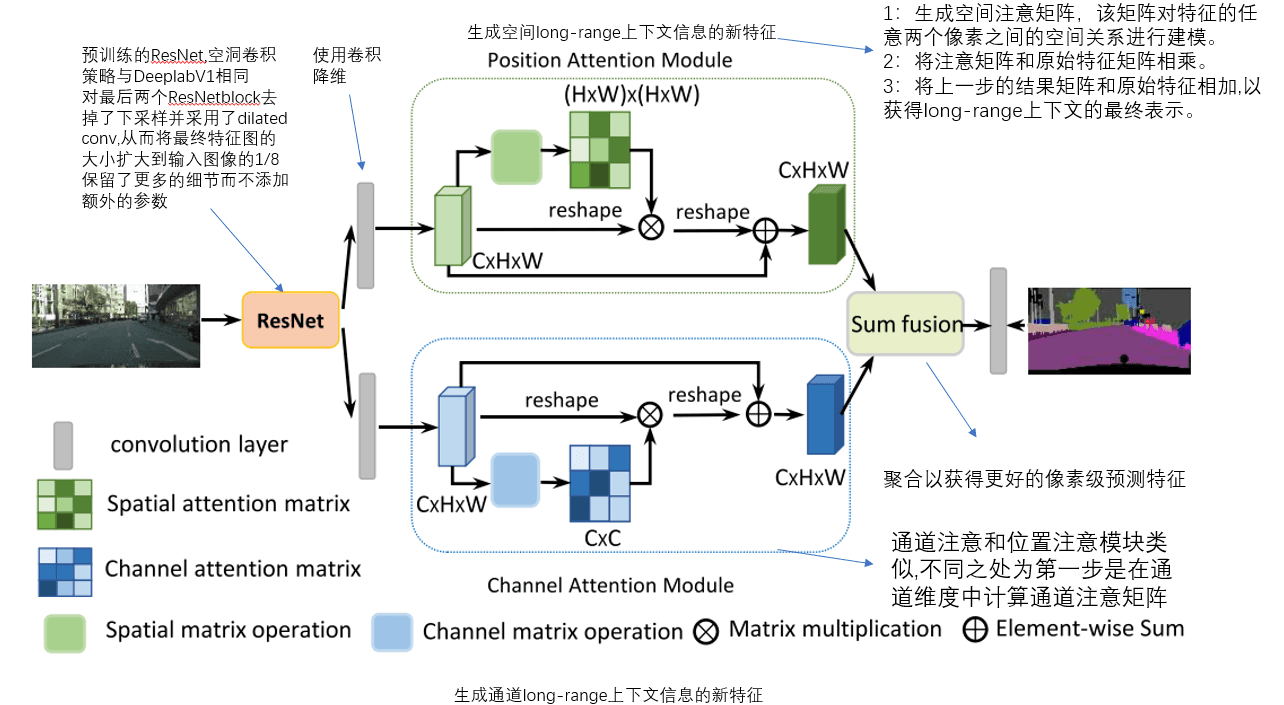 预训练的ResNet,空洞卷积
策略与DeeplabV1相同
对最后两个ResNetblock去
掉了下采样并采用了dilated
conv,从而将最终特征图的
大小扩大到输入图像的1/8
保留了更多的细节而不添加
额外的参数
使用卷积
降维
生成空间long-range上下文信息的新特征
1：生成空间注意矩阵，该矩阵对特征的任
意两个像素之间的空间关系进行建模。
2：将注意矩阵和原始特征矩阵相乘。
3：将上一步的结果矩阵和原始特征相加,以
获得long-range上下文的最终表示。
Position Attention Module
(HxW)x(HxW)
CxHxW
reshape
reshape
CxHxW
ResNet
Sum fusion
reshape
reshape
CxHxW
CxHxW
CxC
Channel Attention Module
聚合以获得更好的像素级预测特征
通道注意和位置注意模块类
似,不同之处为第一步是在通
道维度中计算通道注意矩阵
convolution layer
Spatial attention matrix
Channel attention matrix
Spatial matrix operation
Channel matrix operation
Matrix multiplication
Element-wise Sum
生成通道long-range上下文信息的新特征